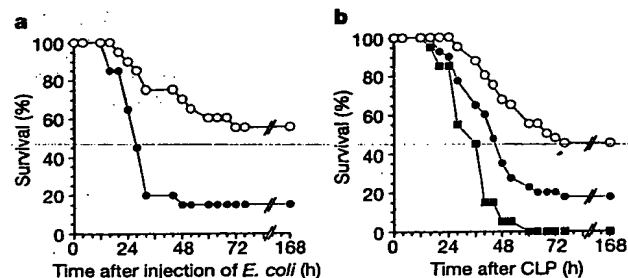 a
b
100
80
60
40
20
0
Survival (%)
0 24 48 72 168
Time after injection of E. coli (h)
100
80
60
40
20
0
Survival (%)
0 24 48 72 168
Time after CLP (h)